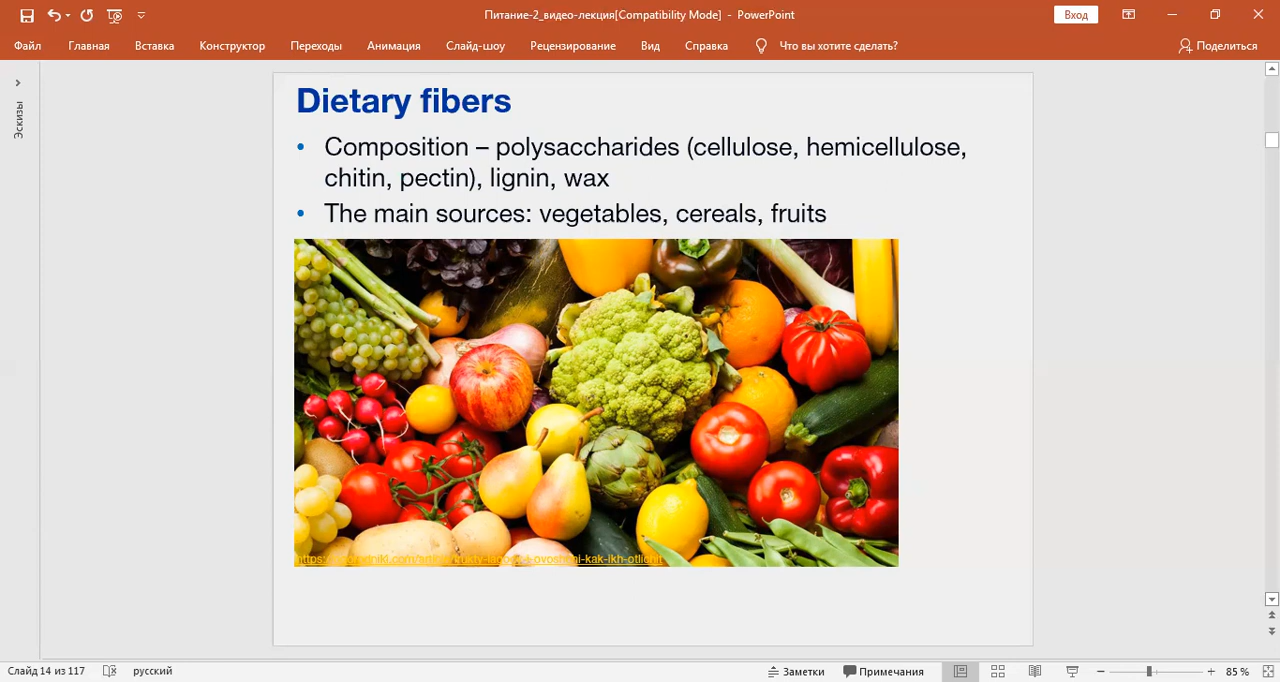 Питание-2_видео-лекция[Compatibility Mode] - PowerPoint
Вход
Файл Главная Вставка Конструктор Переходы Анимация Слайд-шоу Рецензирование Вид Справка Что вы хотите сделать? Поделиться
Эскизы
Dietary fibers
• Composition – polysaccharides (cellulose, hemicellulose,
chitin, pectin), lignin, wax
• The main sources: vegetables, cereals, fruits
Слайд 14 из 117 русский Заметки Примечания 85 %